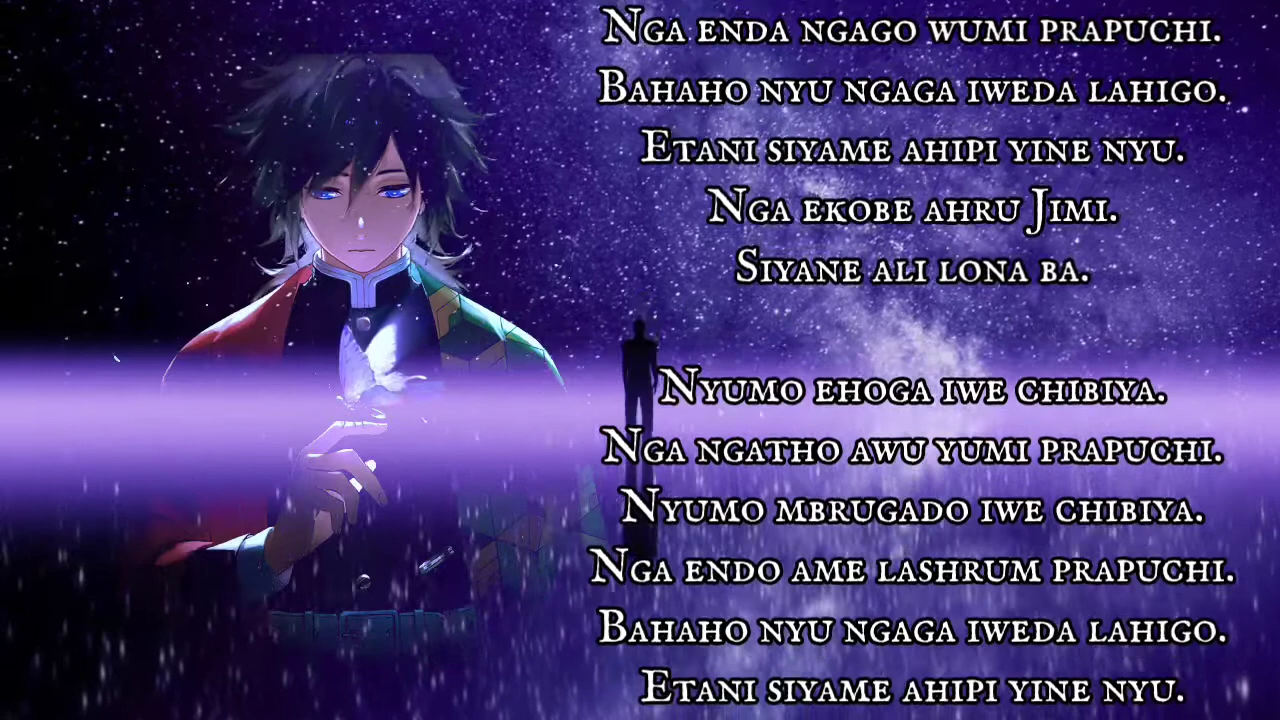 Nga enda ngago wumi prapuchi.
Bahaho nyu ngaga iweda lahigo.
Etani siyame ahipi yine nyu.
Nga ekobe ahru Jimi.
Siyane ali lona ba.
Nyumo ehoga iwe chibiya.
Nga ngatho awu yumi prapuchi.
Nyumo mbrugado iwe chibiya.
Nga endo ame lashrum prapuchi.
Bahaho nyu ngaga iweda lahigo.
Etani siyame ahipi yine nyu.